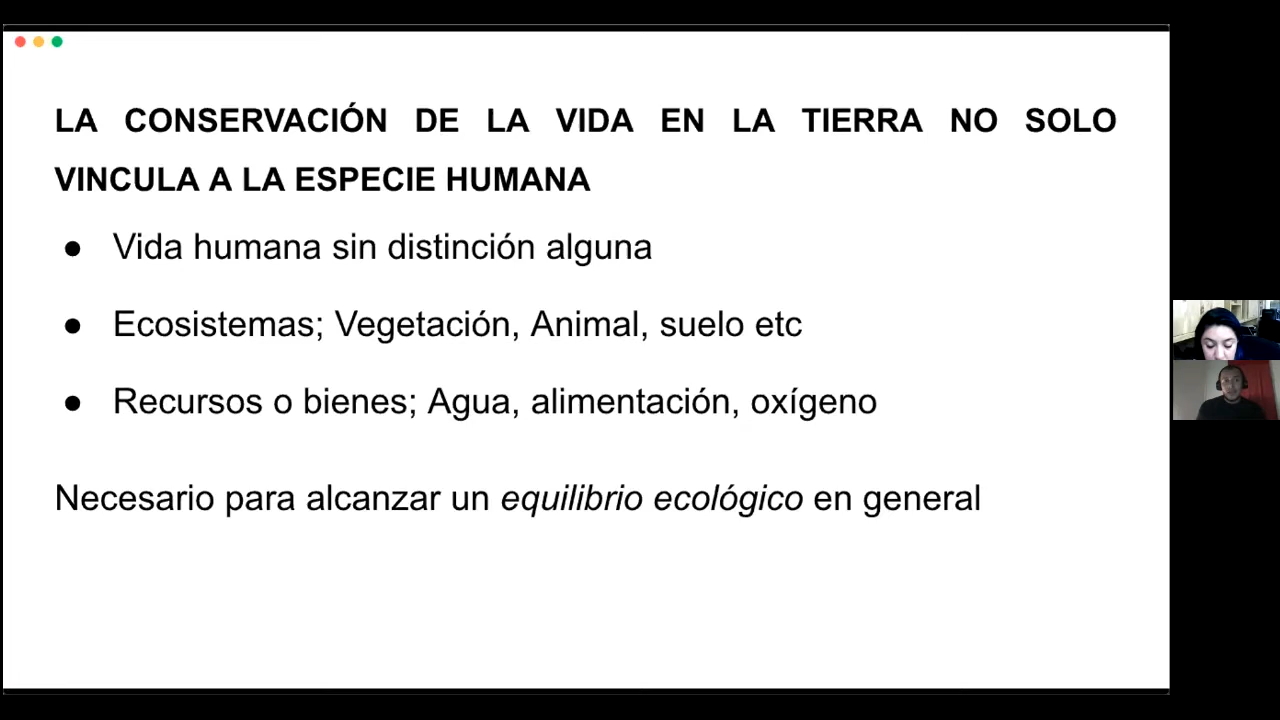 LA CONSERVACIÓN DE LA VIDA EN LA TIERRA NO SOLO
VINCULA A LA ESPECIE HUMANA
● Vida humana sin distinción alguna
● Ecosistemas; Vegetación, Animal, suelo etc
● Recursos o bienes; Agua, alimentación, oxígeno
Necesario para alcanzar un equilibrio ecológico en general